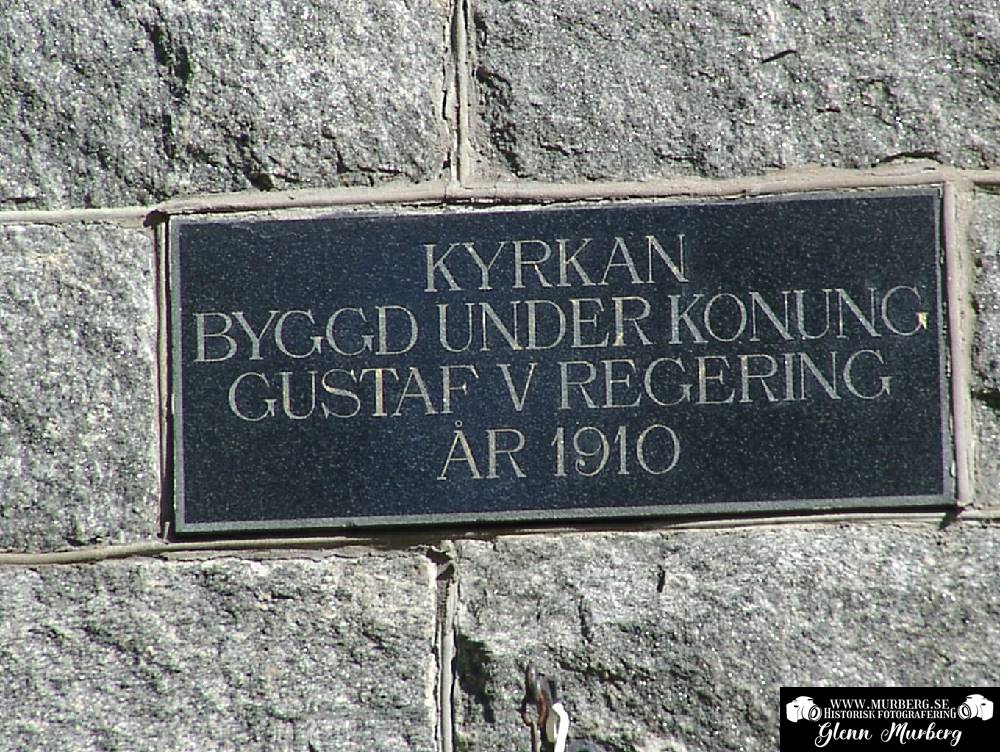 KYRKAN
BYGGD UNDER KONUNG
GUSTAF V REGERING
ÅR 1910
WWW.MURBERG.SE
HISTORISK FOTOGRAFERING
Glenn Murberg